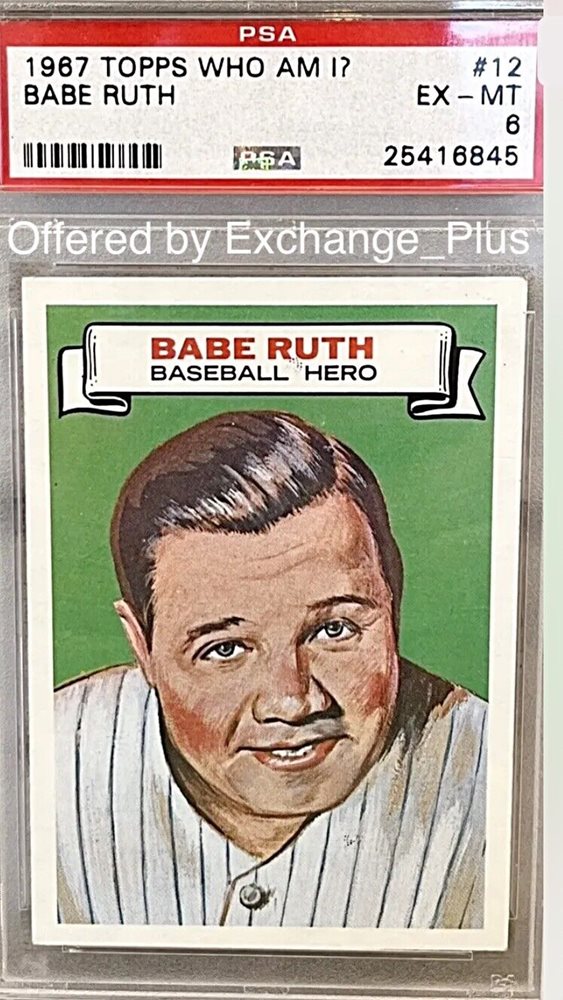 PSA
1967 TOPPS WHO AM I? #12
BABE RUTH EX - MT
6
PSA 25416845
Offered by Exchange_Plus
BABE RUTH
BASEBALL HERO